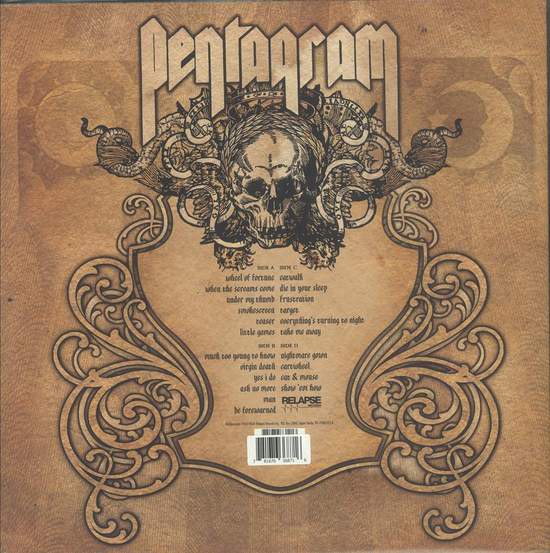 pentagram
SIDE A
wheel of fortune
when the screams come
under my thumb
smokescreen
teaser
little games
SIDE B
much too young to know
virgin death
yes i do
ask no more
man
be forewarned
SIDE C
catwalk
die in your sleep
frustration
target
everything's turning to night
take me away
SIDE D
nightmare gown
cartwheel
cat & mouse
show 'em how
RELAPSE